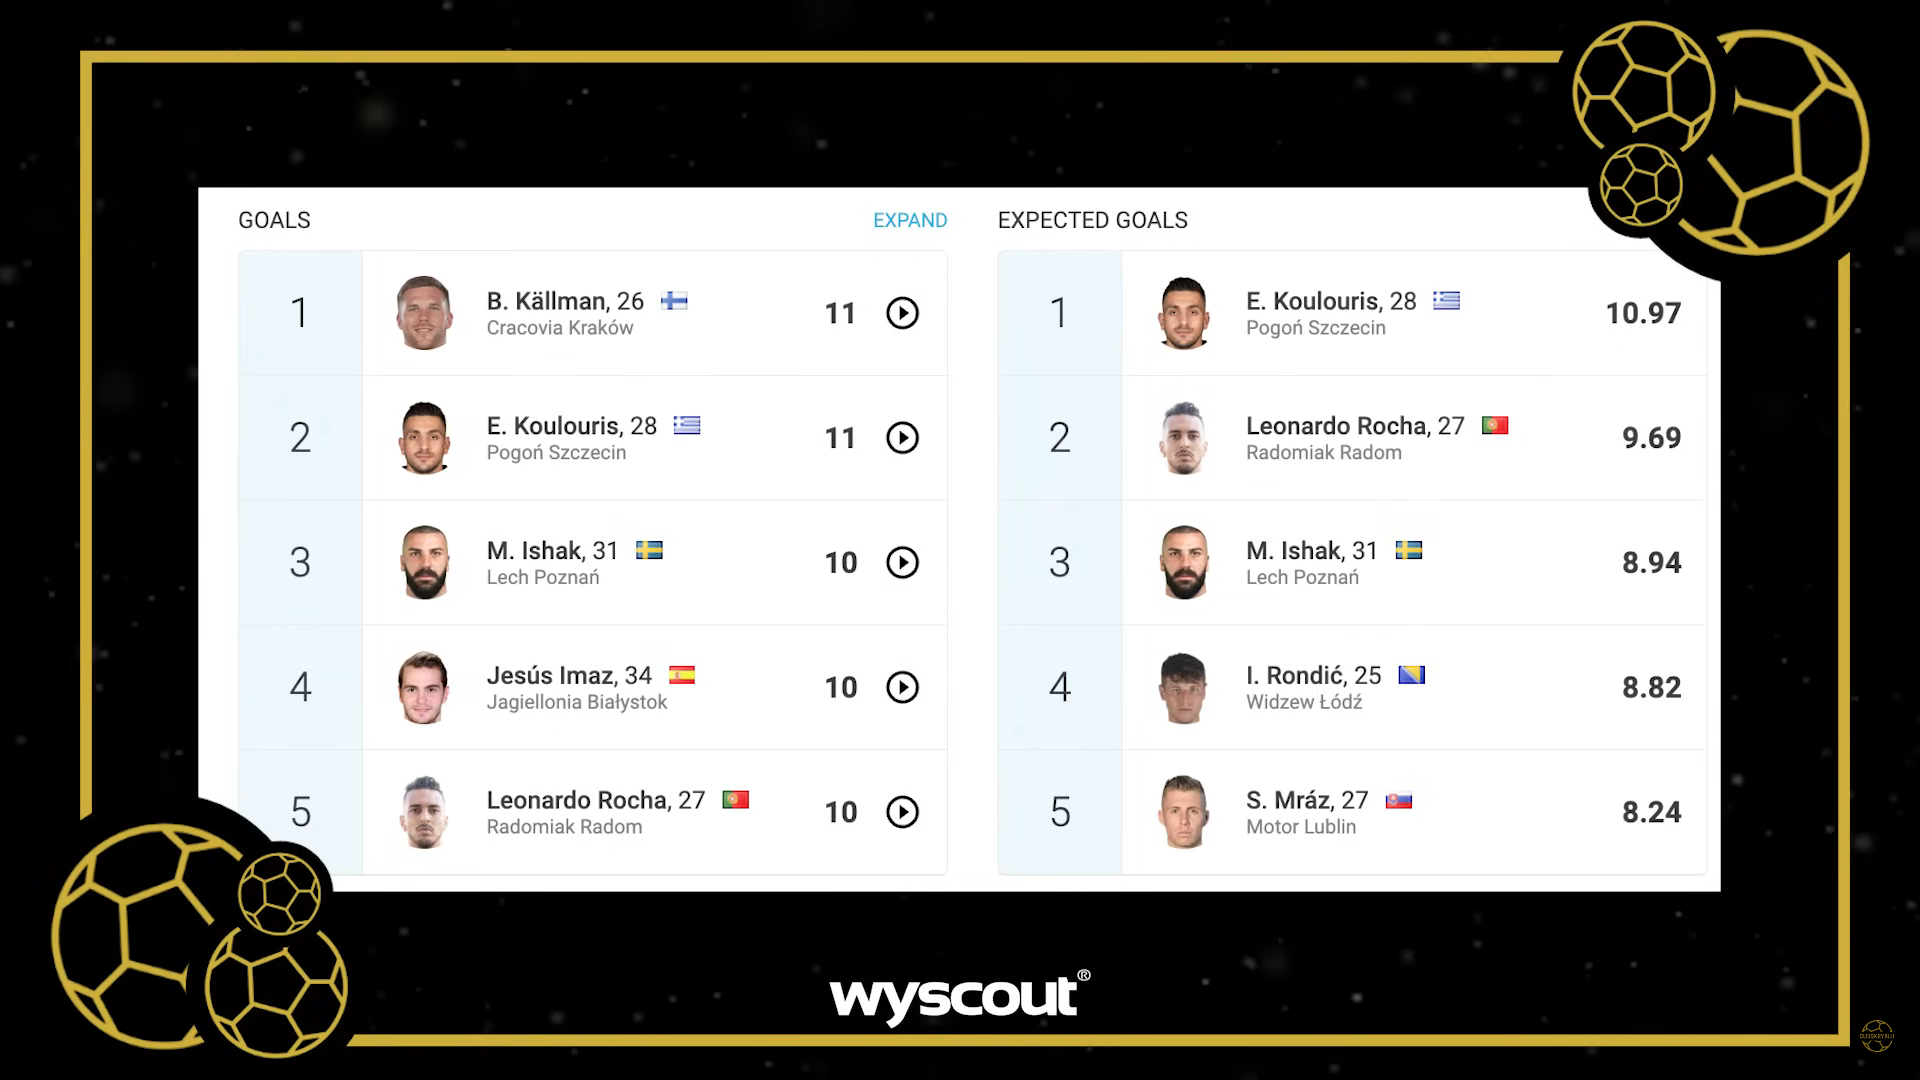 GOALS
EXPAND
1
B. Källman, 26
Cracovia Kraków
11
2
E. Koulouris, 28
Pogoń Szczecin
11
3
M. Ishak, 31
Lech Poznań
10
4
Jesús Imaz, 34
Jagiellonia Białystok
10
5
Leonardo Rocha, 27
Radomiak Radom
10
EXPECTED GOALS
1
E. Koulouris, 28
Pogoń Szczecin
10.97
2
Leonardo Rocha, 27
Radomiak Radom
9.69
3
M. Ishak, 31
Lech Poznań
8.94
4
I. Rondić, 25
Widzew Łódź
8.82
5
S. Mráz, 27
Motor Lublin
8.24
wyscout®